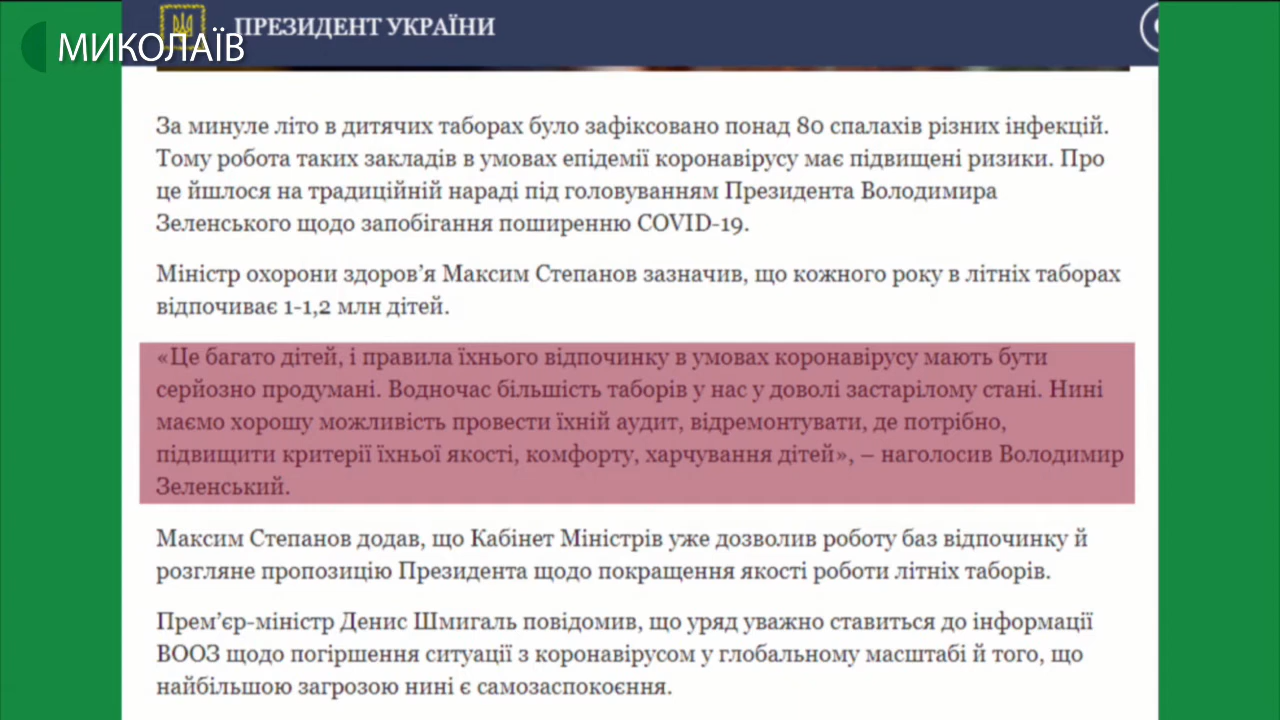 ПРЕЗИДЕНТ УКРАЇНИ
МИКОЛАЇВ
За минуле літо в дитячих таборах було зафіксовано понад 80 спалахів різних інфекцій.
Тому робота таких закладів в умовах епідемії коронавірусу має підвищені ризики. Про
це йшлося на традиційній нараді під головуванням Президента Володимира
Зеленського щодо запобігання поширенню COVID-19.
Міністр охорони здоров’я Максим Степанов зазначив, що кожного року в літніх таборах
відпочиває 1-1,2 млн дітей.
«Це багато дітей, і правила їхнього відпочинку в умовах коронавірусу мають бути
серйозно продумані. Водночас більшість таборів у нас у доволі застарілому стані. Нині
маємо хорошу можливість провести їхній аудит, відремонтувати, де потрібно,
підвищити критерії їхньої якості, комфорту, харчування дітей», – наголосив Володимир
Зеленський.
Максим Степанов додав, що Кабінет Міністрів уже дозволив роботу баз відпочинку й
розгляне пропозицію Президента щодо покращення якості роботи літніх таборів.
Прем’єр-міністр Денис Шмигаль повідомив, що уряд уважно ставиться до інформації
ВООЗ щодо погіршення ситуації з коронавірусом у глобальному масштабі й того, що
найбільшою загрозою нині є самозаспокоєння.